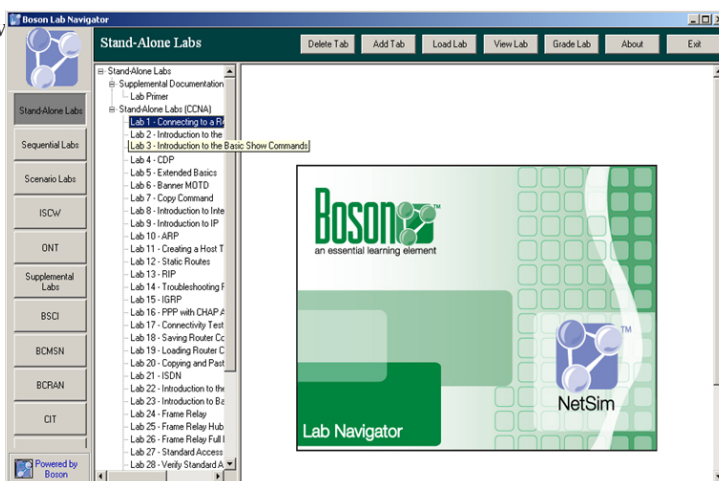 Boson Lab Navigator
Stand-Alone Labs
Delete Tab
Add Tab
Load Lab
View Lab
Grade Lab
About
Exit
Stand-Alone Labs
Sequential Labs
Scenario Labs
ISCW
ONT
Supplemental
Labs
BSCI
BCMSN
BCRAN
CIT
Powered by
Boson
Stand-Alone Labs
Supplemental Documentation
Lab Primer
Stand-Alone Labs (CCNA)
Lab 1 - Connecting to a R
Lab 2 - Introduction to the
Lab 3 - Introduction to the Basic Show Commands
Lab 4 - CDP
Lab 5 - Extended Basics
Lab 6 - Banner MOTD
Lab 7 - Copy Command
Lab 8 - Introduction to Inte
Lab 9 - Introduction to IP
Lab 10 - ARP
Lab 11 - Creating a Host T
Lab 12 - Static Routes
Lab 13 - RIP
Lab 14 - Troubleshooting F
Lab 15 - IGRP
Lab 16 - PPP with CHAP A
Lab 17 - Connectivity Test
Lab 18 - Saving Router Co
Lab 19 - Loading Router C
Lab 20 - Copying and Past
Lab 21 - ISDN
Lab 22 - Introduction to the
Lab 23 - Introduction to Ba
Lab 24 - Frame Relay
Lab 25 - Frame Relay Hub
Lab 26 - Frame Relay Full
Lab 27 - Standard Access
Lab 28 - Verify Standard A
BOSON TM
an essential learning element
TM
NetSim
Lab Navigator